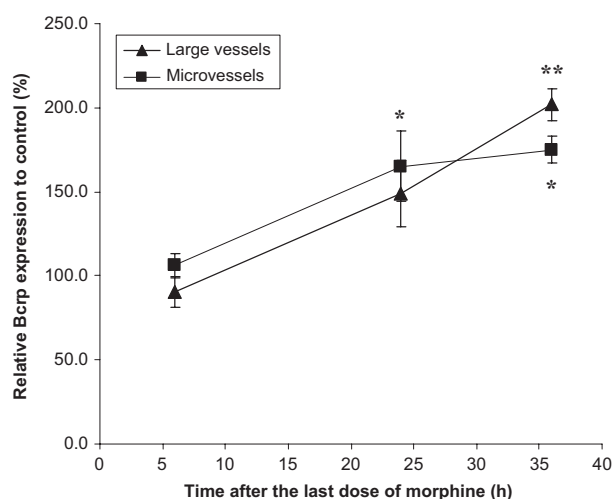 250.0
200.0
150.0
100.0
50.0
0.0
Relative Bcrp expression to control (%)
Large vessels
Microvessels
*
**
*
0 5 10 15 20 25 30 35 40
Time after the last dose of morphine (h)